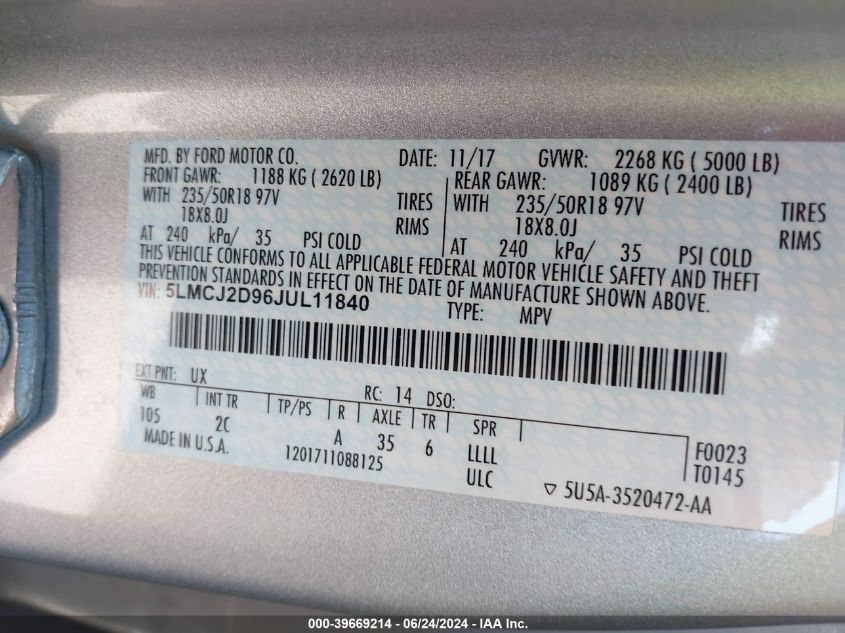 MFD. BY FORD MOTOR CO. DATE: 11/17 GVWR: 2268 KG ( 5000 LB)
FRONT GAWR: 1188 KG ( 2620 LB) REAR GAWR: 1089 KG ( 2400 LB)
WITH 235/50R18 97V TIRES WITH 235/50R18 97V TIRES
18X8.0J RIMS 18X8.0J RIMS
AT 240 kPa/ 35 PSI COLD AT 240 kPa/ 35 PSI COLD
THIS VEHICLE CONFORMS TO ALL APPLICABLE FEDERAL MOTOR VEHICLE SAFETY AND THEFT
PREVENTION STANDARDS IN EFFECT ON THE DATE OF MANUFACTURE SHOWN ABOVE.
VIN: 5LMCJ2D96JUL11840 TYPE: MPV
EXT PNT: UX RC: 14 DSO:
WB INT TR TP/PS R AXLE TR SPR
105 2C A 35 6 LLLL F0023
MADE IN U.S.A. 1201711088125 ULC T0145
▽ 5U5A-3520472-AA
000-39669214 - 06/24/2024 - IAA Inc.